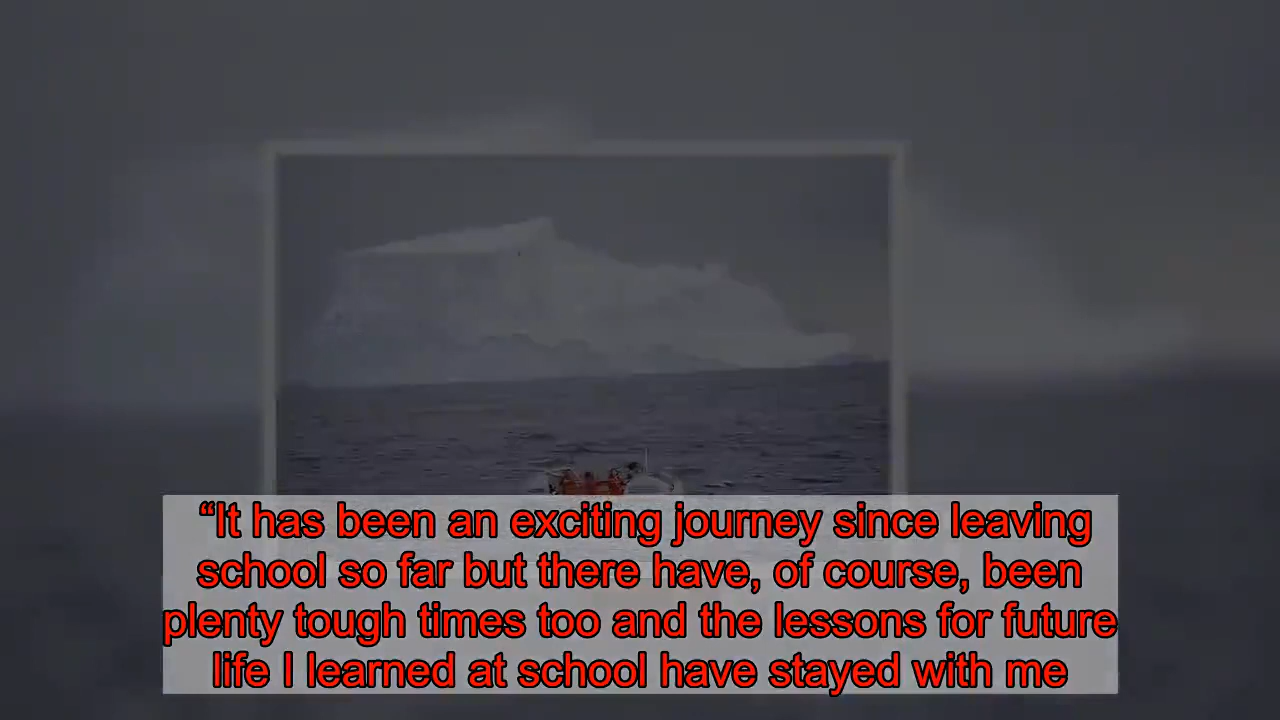 “It has been an exciting journey since leaving
school so far but there have, of course, been
plenty tough times too and the lessons for future
life I learned at school have stayed with me